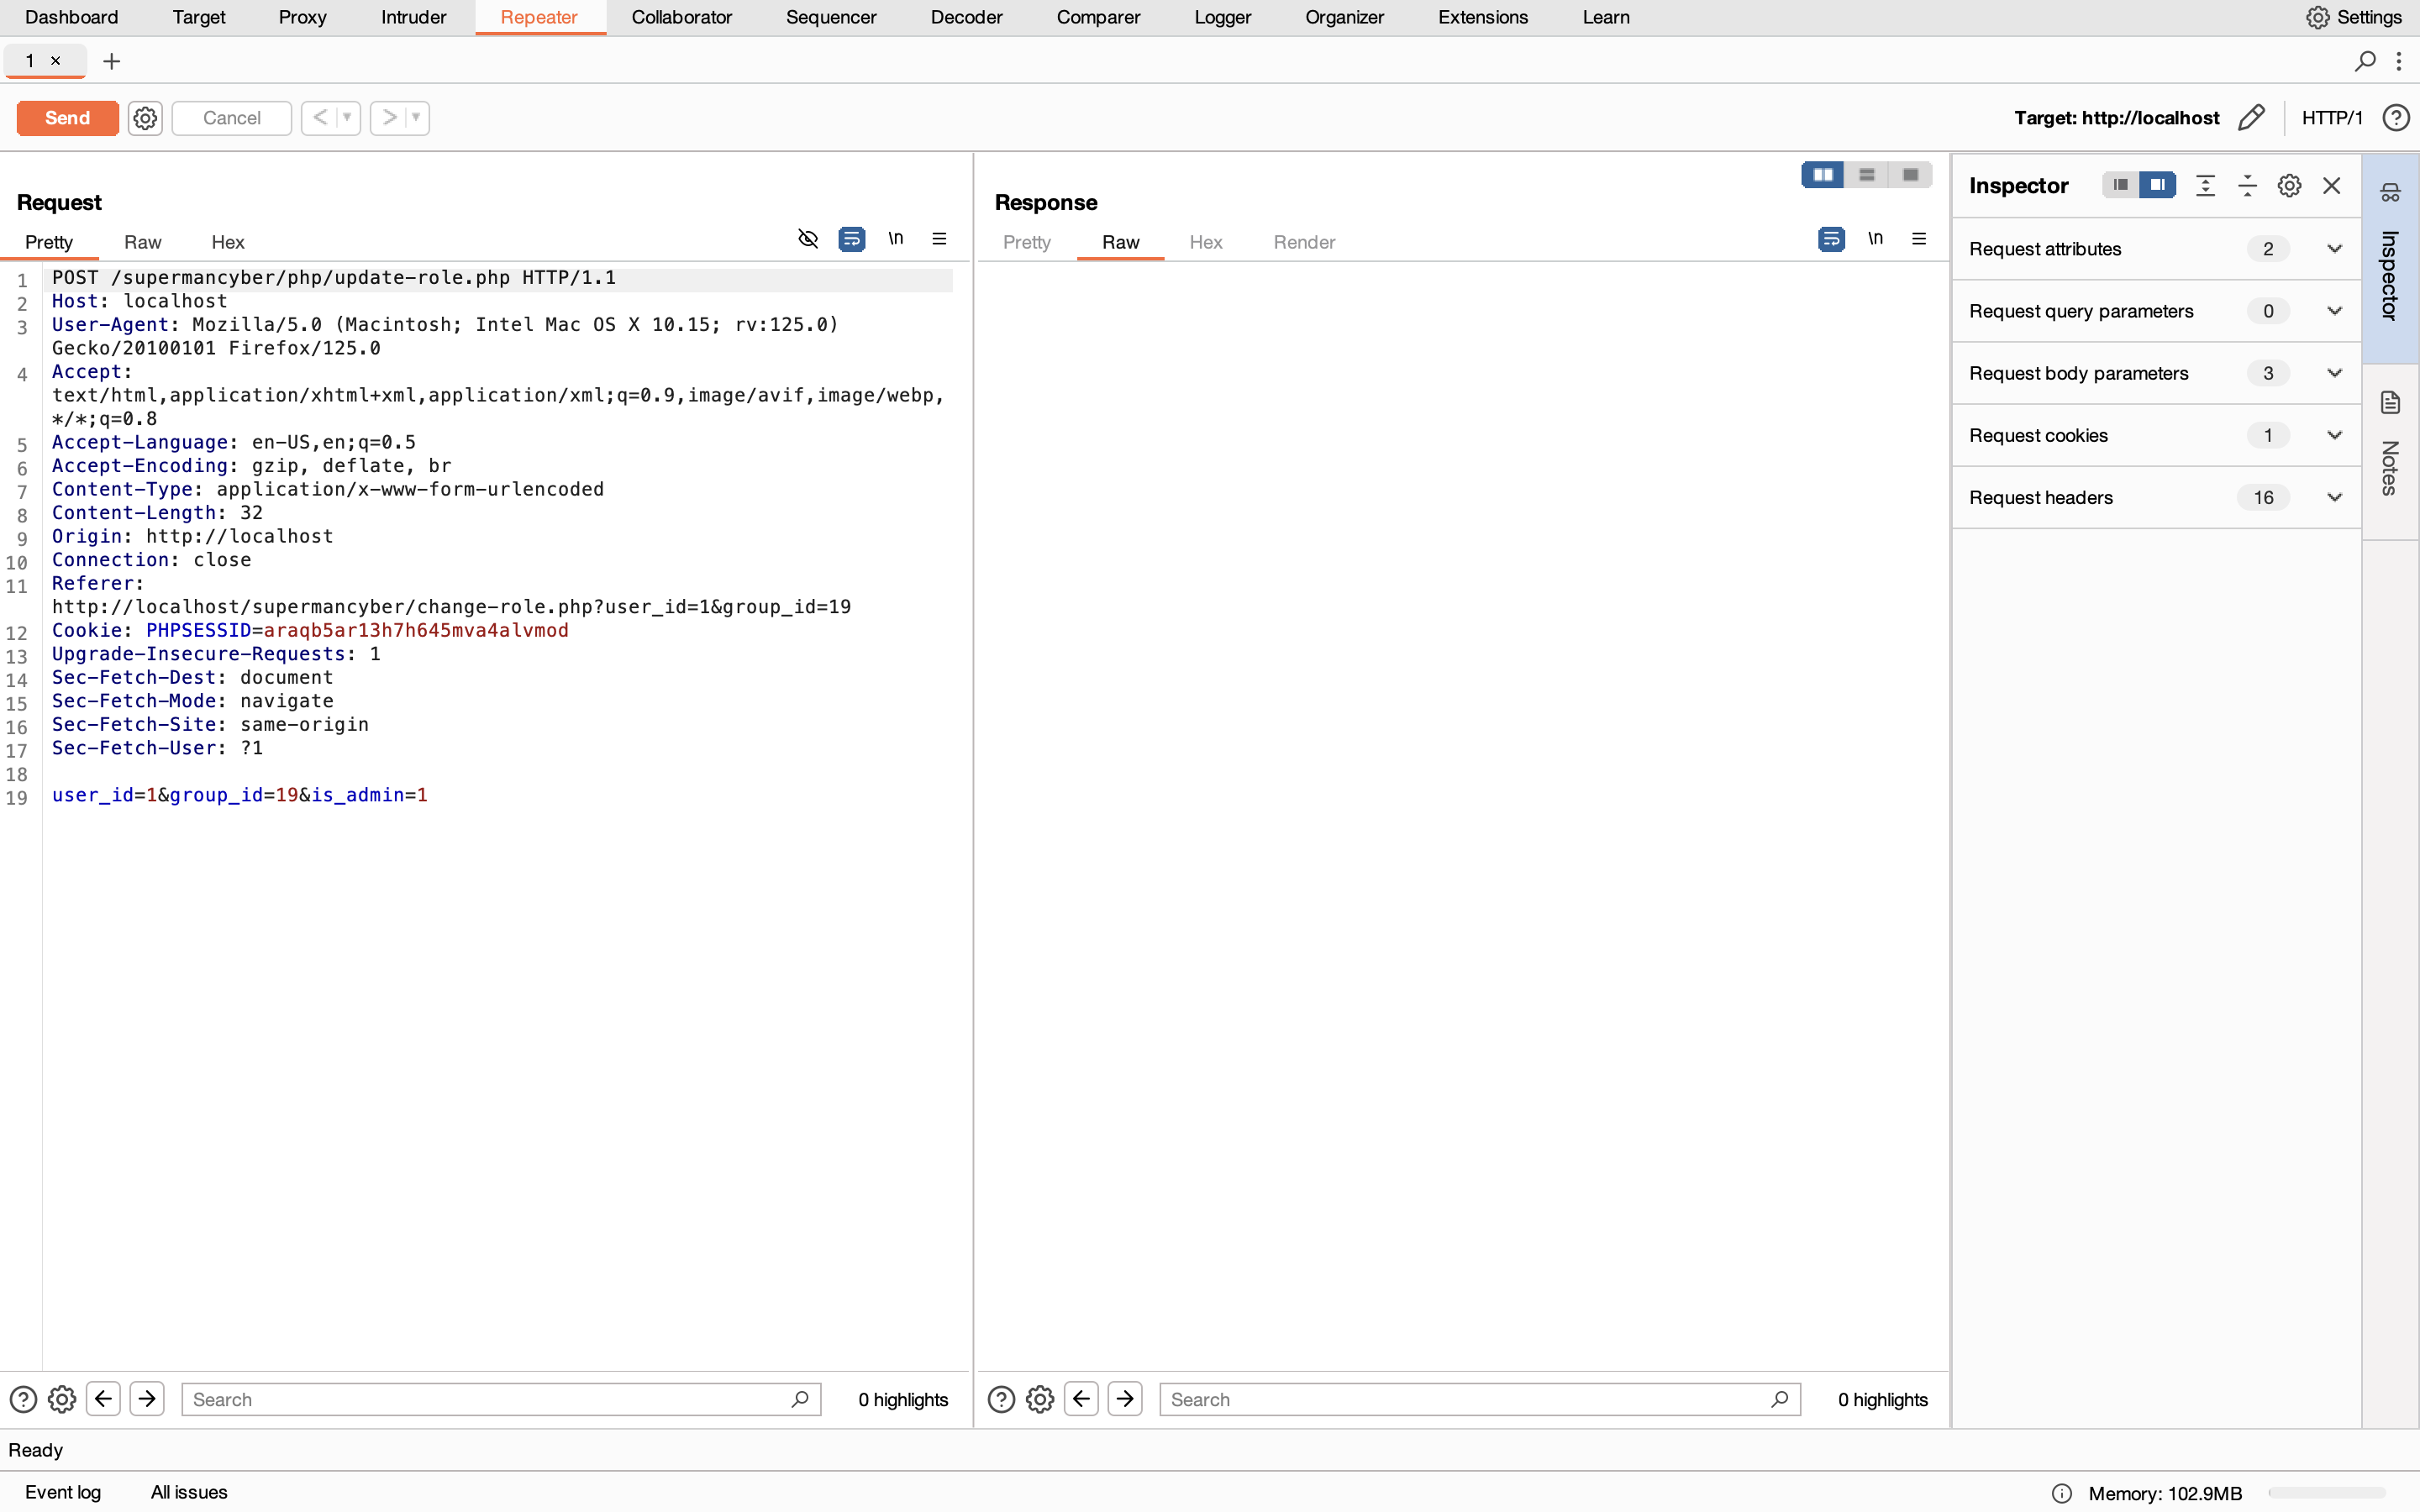 Dashboard Target Proxy Intruder Repeater Collaborator Sequencer Decoder Comparer Logger Organizer Extensions Learn Settings
1 × +
Send Cancel < > Target: http://localhost HTTP/1 ?
Request
Pretty Raw Hex \n
1 POST /supermancyber/php/update-role.php HTTP/1.1
2 Host: localhost
3 User-Agent: Mozilla/5.0 (Macintosh; Intel Mac OS X 10.15; rv:125.0)
Gecko/20100101 Firefox/125.0
4 Accept:
text/html,application/xhtml+xml,application/xml;q=0.9,image/avif,image/webp,
*/*;q=0.8
5 Accept-Language: en-US,en;q=0.5
6 Accept-Encoding: gzip, deflate, br
7 Content-Type: application/x-www-form-urlencoded
8 Content-Length: 32
9 Origin: http://localhost
10 Connection: close
11 Referer:
http://localhost/supermancyber/change-role.php?user_id=1&group_id=19
12 Cookie: PHPSESSID=araqb5ar13h7h645mva4alvmod
13 Upgrade-Insecure-Requests: 1
14 Sec-Fetch-Dest: document
15 Sec-Fetch-Mode: navigate
16 Sec-Fetch-Site: same-origin
17 Sec-Fetch-User: ?1
18
19 user_id=1&group_id=19&is_admin=1
? Search 0 highlights
Response
Pretty Raw Hex Render \n
? Search 0 highlights
Inspector
Request attributes 2
Request query parameters 0
Request body parameters 3
Request cookies 1
Request headers 16
Inspector
Notes
Ready
Event log All issues Memory: 102.9MB